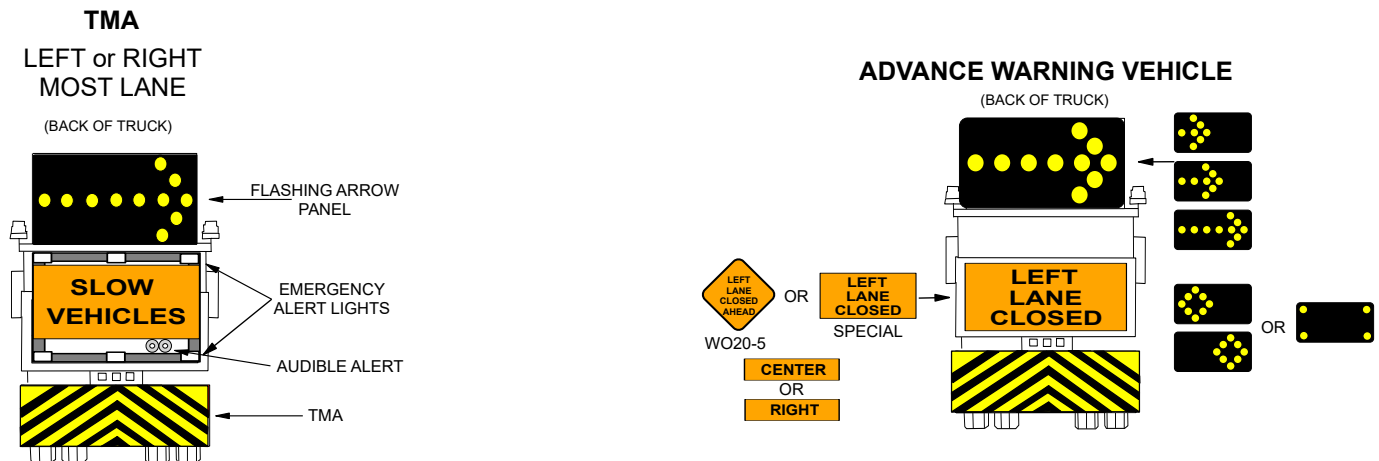 TMA
LEFT or RIGHT
MOST LANE
(BACK OF TRUCK)
FLASHING ARROW
PANEL
SLOW
VEHICLES
EMERGENCY
ALERT LIGHTS
AUDIBLE ALERT
TMA
ADVANCE WARNING VEHICLE
(BACK OF TRUCK)
LEFT
LANE
CLOSED
AHEAD
WO20-5
OR
LEFT
LANE
CLOSED
SPECIAL
CENTER
OR
RIGHT
LEFT
LANE
CLOSED
OR